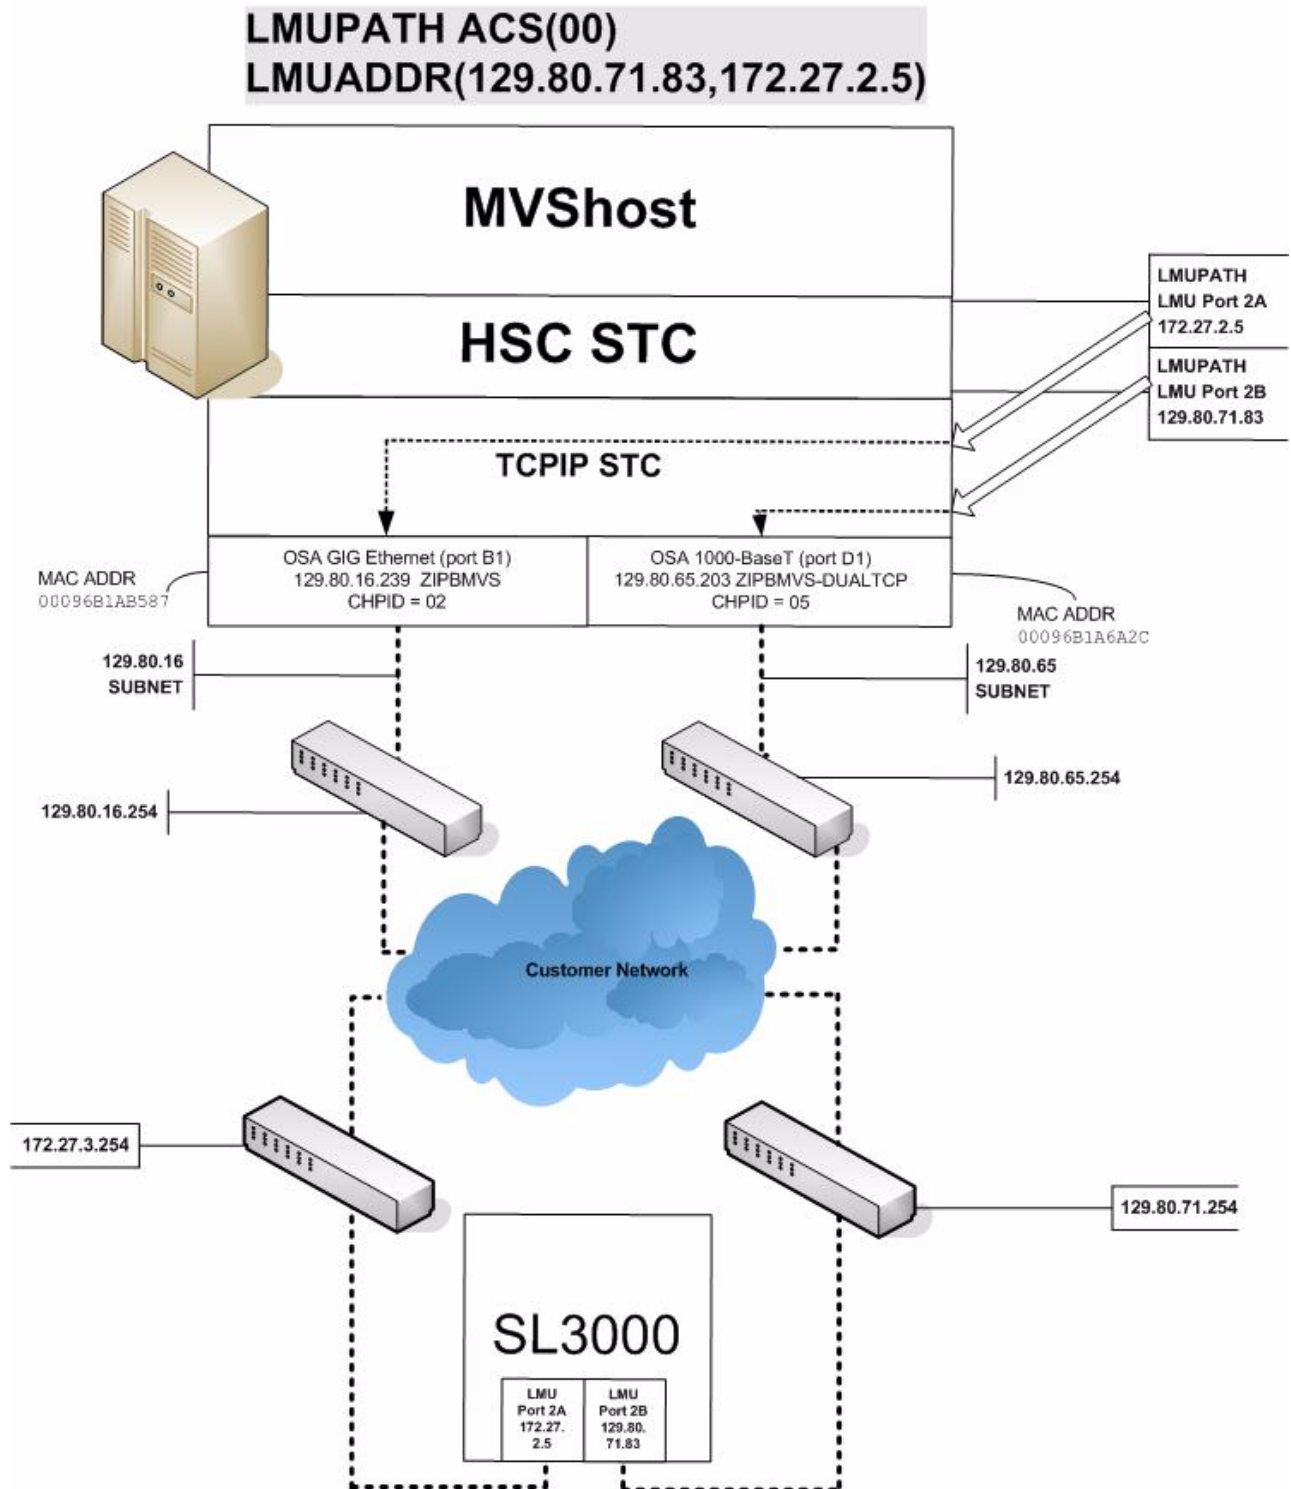 LMUPATH ACS(00)
LMUADDR(129.80.71.83,172.27.2.5)
MVShost
LMUPATH
LMU Port 2A
172.27.2.5
HSC STC
LMUPATH
LMU Port 2B
129.80.71.83
TCPIP STC
OSA GIG Ethernet (port B1)
129.80.16.239 ZIPBMVS
CHPID = 02
OSA 1000-BaseT (port D1)
129.80.65.203 ZIPBMVS-DUALTCP
CHPID = 05
MAC ADDR
00096B1AB587
MAC ADDR
00096B1A6A2C
129.80.16
SUBNET
129.80.65
SUBNET
129.80.16.254
129.80.65.254
Customer Network
172.27.3.254
129.80.71.254
SL3000
LMU
Port 2A
172.27.
2.5
LMU
Port 2B
129.80.
71.83